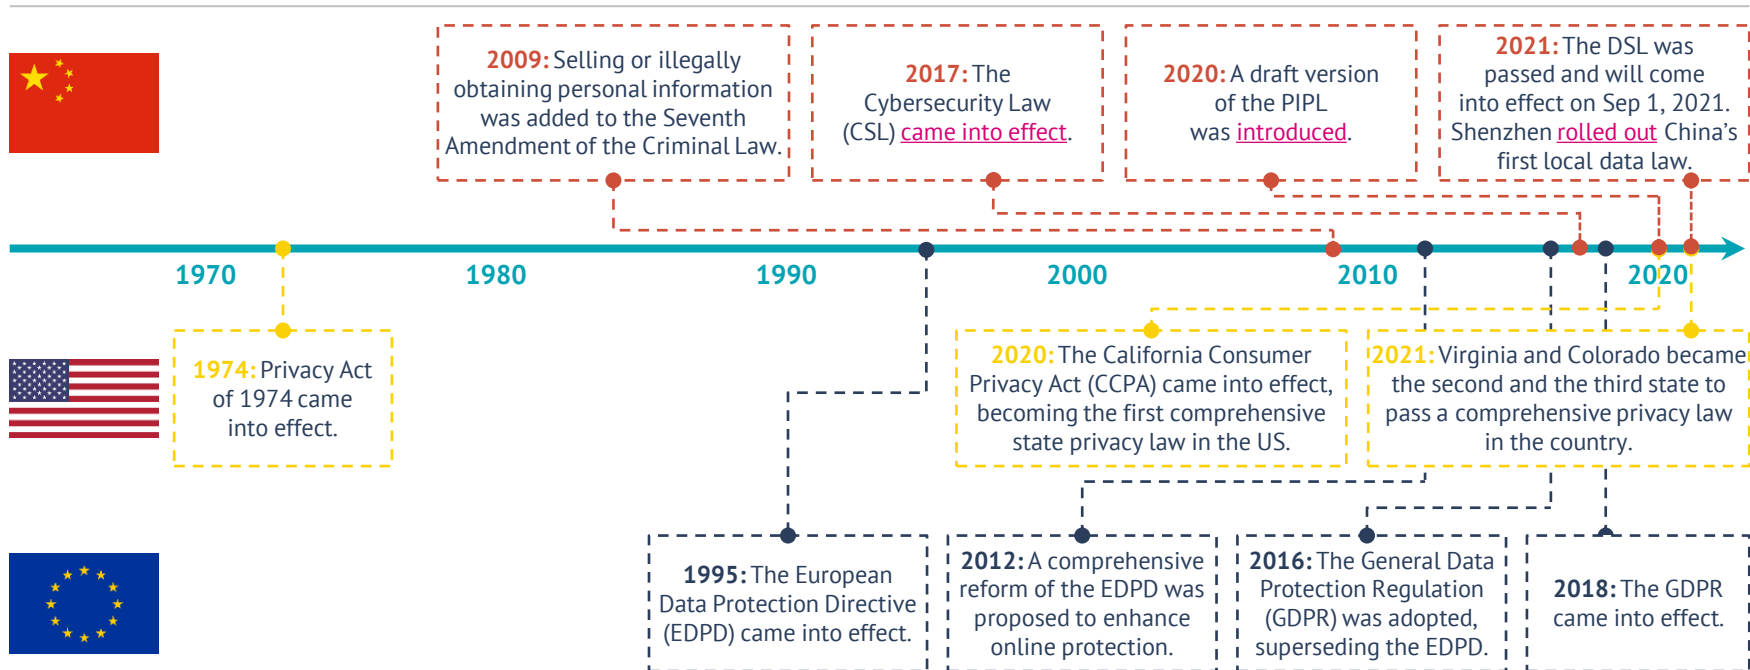 2009: Selling or illegally
obtaining personal information
was added to the Seventh
Amendment of the Criminal Law.
2017: The
Cybersecurity Law
(CSL) came into effect.
2020: A draft version
of the PIPL
was introduced.
2021: The DSL was
passed and will come
into effect on Sep 1, 2021.
Shenzhen rolled out China's
first local data law.
1970
1980
1990
2000
2010
2020
1974: Privacy Act
of 1974 came
into effect.
2020: The California Consumer
Privacy Act (CCPA) came into effect,
becoming the first comprehensive
state privacy law in the US.
2021: Virginia and Colorado became
the second and the third state to
pass a comprehensive privacy law
in the country.
1995: The European
Data Protection Directive
(EDPD) came into effect.
2012: A comprehensive
reform of the EDPD was
proposed to enhance
online protection.
2016: The General Data
Protection Regulation
(GDPR) was adopted,
superseding the EDPD.
2018: The GDPR
came into effect.